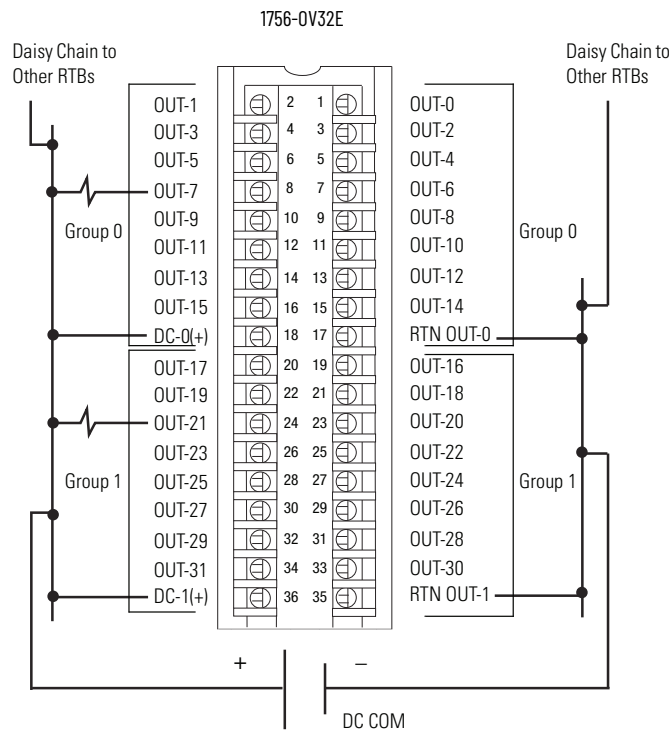 1756-OV32E
Daisy Chain to
Other RTBs
Daisy Chain to
Other RTBs
OUT-1 2 1 OUT-0
OUT-3 4 3 OUT-2
OUT-5 6 5 OUT-4
OUT-7 8 7 OUT-6
OUT-9 10 9 OUT-8
Group 0 Group 0
OUT-11 12 11 OUT-10
OUT-13 14 13 OUT-12
OUT-15 16 15 OUT-14
DC-0(+) 18 17 RTN OUT-0
OUT-17 20 19 OUT-16
OUT-19 22 21 OUT-18
OUT-21 24 23 OUT-20
OUT-23 26 25 OUT-22
Group 1 OUT-25 28 27 OUT-24 Group 1
OUT-27 30 29 OUT-26
OUT-29 32 31 OUT-28
OUT-31 34 33 OUT-30
DC-1(+) 36 35 RTN OUT-1
+ –
DC COM